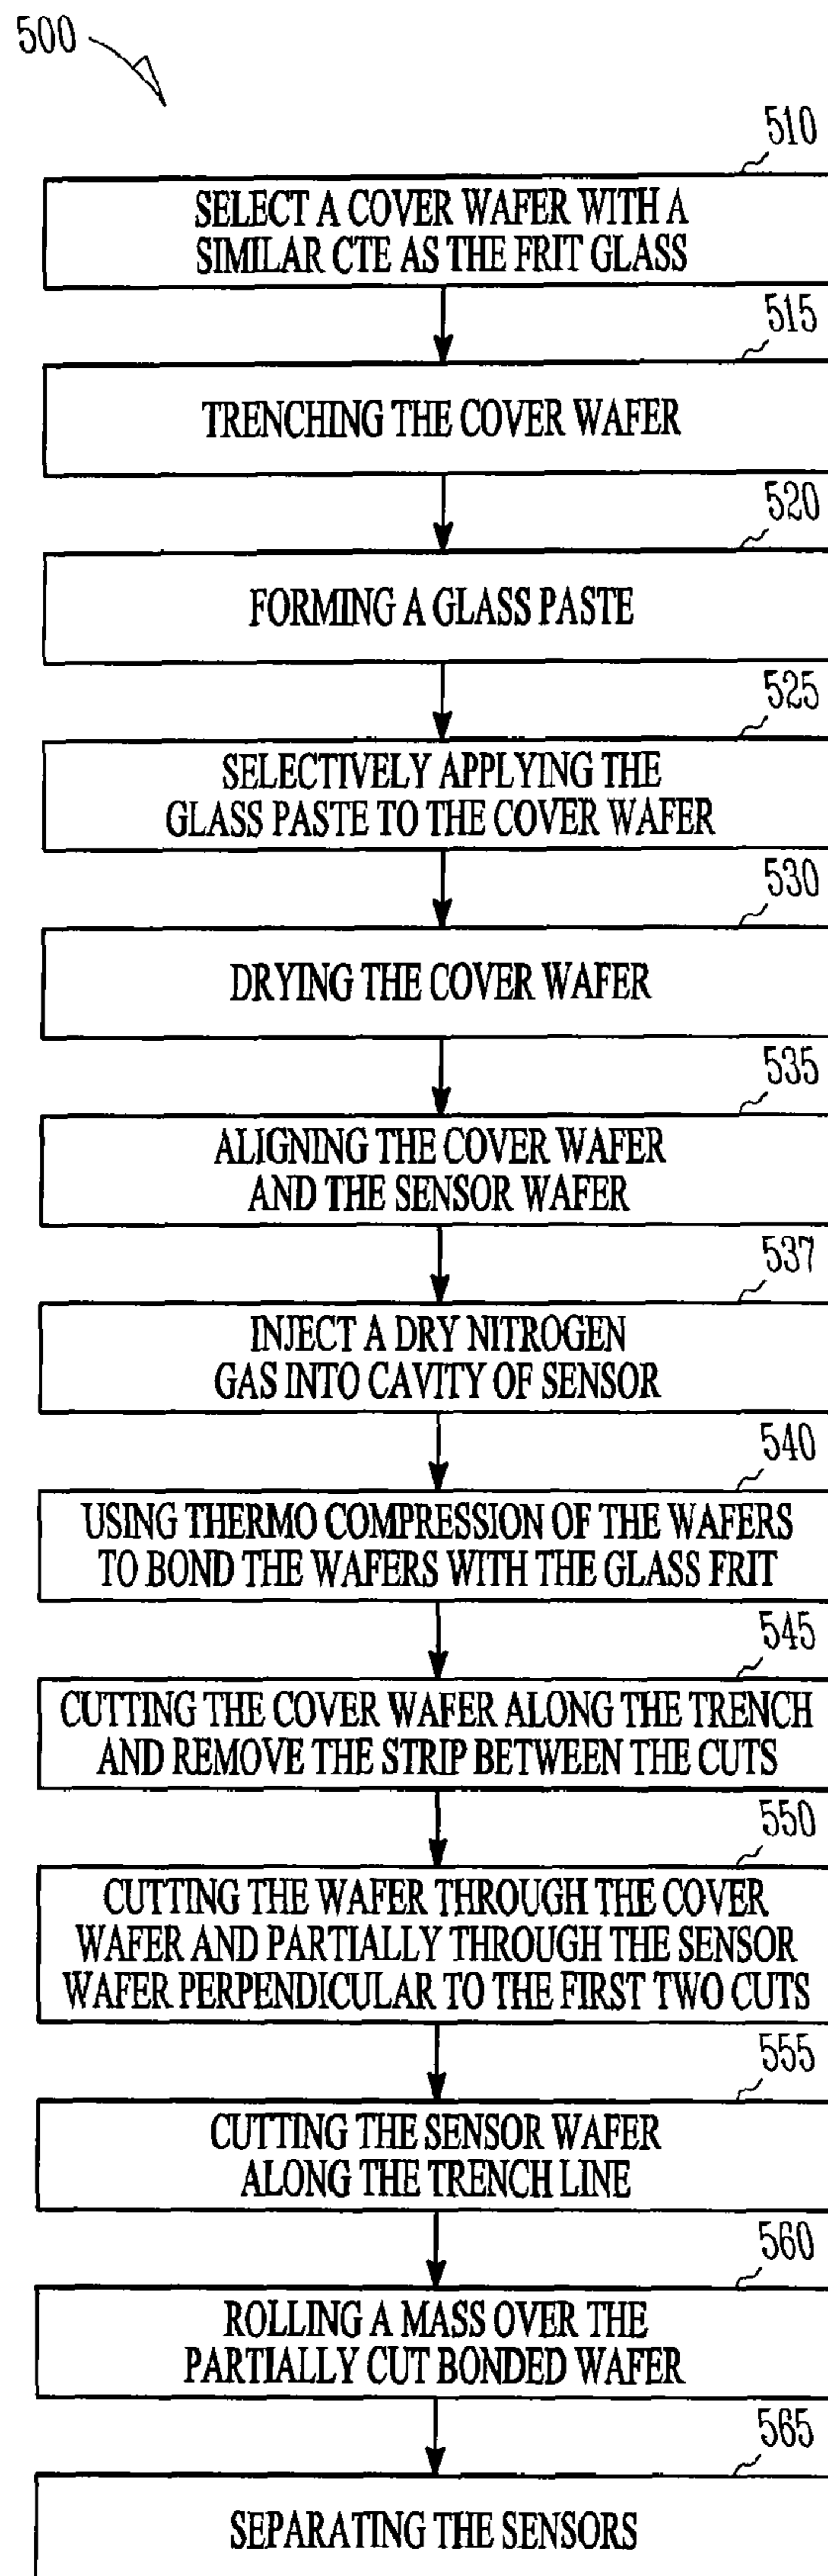 500
510
SELECT A COVER WAFER WITH A
SIMILAR CTE AS THE FRIT GLASS
515
TRENCHING THE COVER WAFER
520
FORMING A GLASS PASTE
525
SELECTIVELY APPLYING THE
GLASS PASTE TO THE COVER WAFER
530
DRYING THE COVER WAFER
535
ALIGNING THE COVER WAFER
AND THE SENSOR WAFER
537
INJECT A DRY NITROGEN
GAS INTO CAVITY OF SENSOR
540
USING THERMO COMPRESSION OF THE WAFERS
TO BOND THE WAFERS WITH THE GLASS FRIT
545
CUTTING THE COVER WAFER ALONG THE TRENCH
AND REMOVE THE STRIP BETWEEN THE CUTS
550
CUTTING THE WAFER THROUGH THE COVER
WAFER AND PARTIALLY THROUGH THE SENSOR
WAFER PERPENDICULAR TO THE FIRST TWO CUTS
555
CUTTING THE SENSOR WAFER
ALONG THE TRENCH LINE
560
ROLLING A MASS OVER THE
PARTIALLY CUT BONDED WAFER
565
SEPARATING THE SENSORS